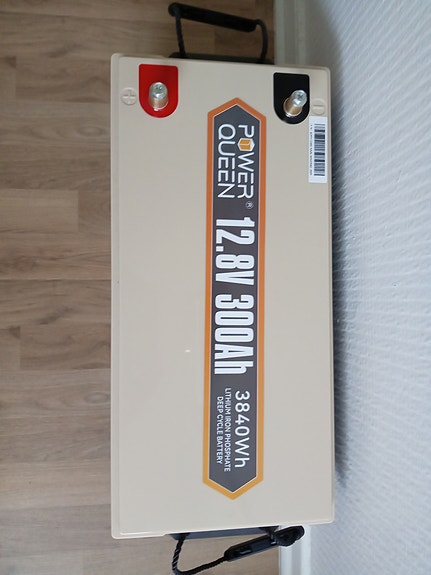 POWER
QUEEN®
12.8V 300Ah
3840Wh
LITHIUM IRON PHOSPHATE
DEEP CYCLE BATTERY